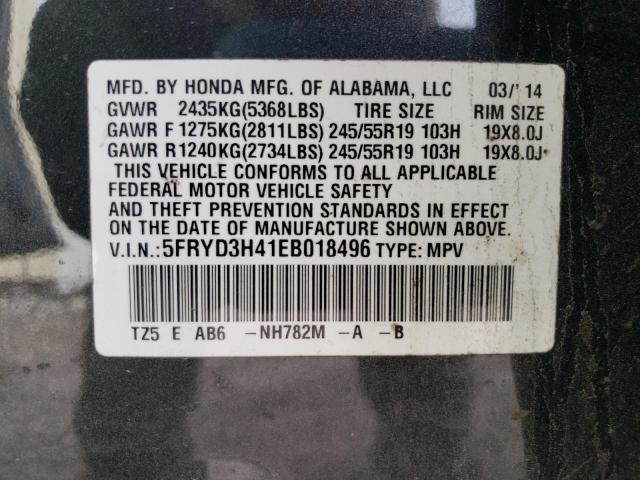 MFD. BY HONDA MFG. OF ALABAMA, LLC 03/'14
GVWR 2435KG(5368LBS) TIRE SIZE RIM SIZE
GAWR F 1275KG(2811LBS) 245/55R19 103H 19X8.0J
GAWR R 1240KG(2734LBS) 245/55R19 103H 19X8.0J
THIS VEHICLE CONFORMS TO ALL APPLICABLE
FEDERAL MOTOR VEHICLE SAFETY
AND THEFT PREVENTION STANDARDS IN EFFECT
ON THE DATE OF MANUFACTURE SHOWN ABOVE.
V.I.N.: 5FRYD3H41EB018496 TYPE: MPV
TZ5 E AB6 -NH782M -A -B